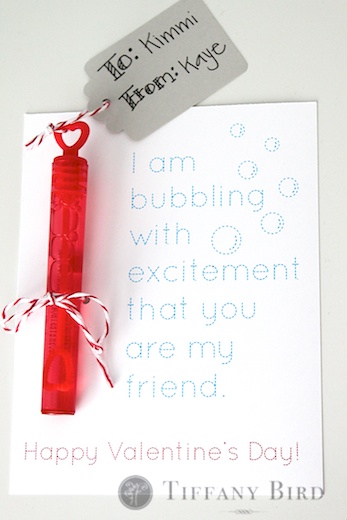 To: Kimmi
From: Kaye
I am
bubbling
with
excitement
that you
are my
friend.
Happy Valentine's Day!
TIFFANY BIRD